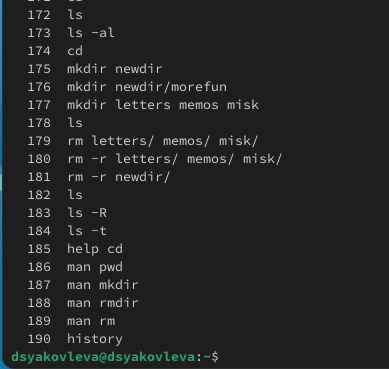 172 ls
173 ls -al
174 cd
175 mkdir newdir
176 mkdir newdir/morefun
177 mkdir letters memos misk
178 ls
179 rm letters/ memos/ misk/
180 rm -r letters/ memos/ misk/
181 rm -r newdir/
182 ls
183 ls -R
184 ls -t
185 help cd
186 man pwd
187 man mkdir
188 man rmdir
189 man rm
190 history
dsyakovleva@dsyakovleva:~$